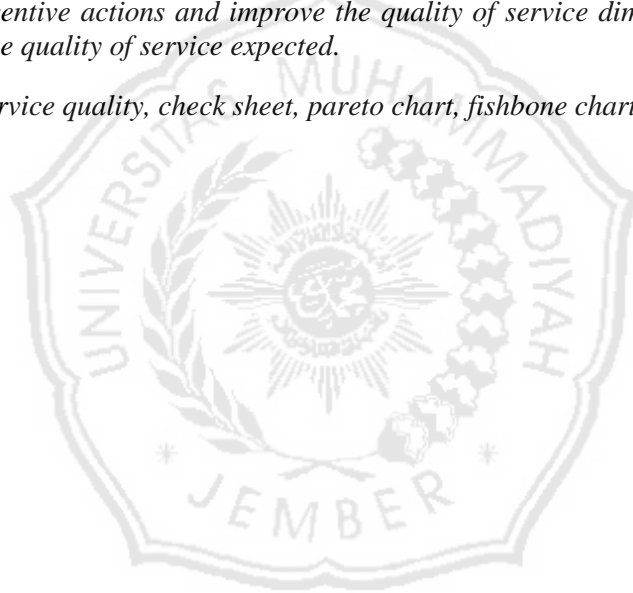 entive actions and improve the quality of service dim
e quality of service expected.
rvice quality, check sheet, pareto chart, fishbone chart
UNIVERSITAS MUHAMMADIYAH
JEMBER